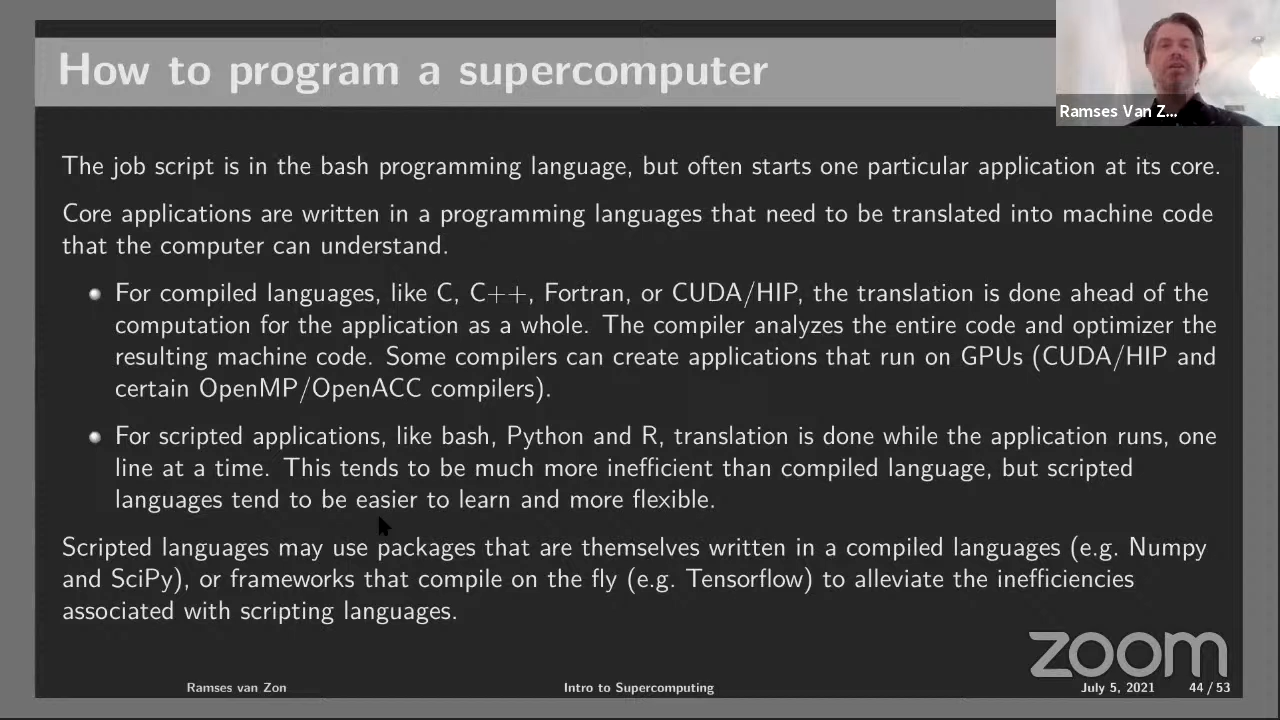 How to program a supercomputer
Ramses Van Z...
The job script is in the bash programming language, but often starts one particular application at its core.
Core applications are written in a programming languages that need to be translated into machine code
that the computer can understand.
For compiled languages, like C, C++, Fortran, or CUDA/HIP, the translation is done ahead of the
computation for the application as a whole. The compiler analyzes the entire code and optimizer the
resulting machine code. Some compilers can create applications that run on GPUs (CUDA/HIP and
certain OpenMP/OpenACC compilers).
For scripted applications, like bash, Python and R, translation is done while the application runs, one
line at a time. This tends to be much more inefficient than compiled language, but scripted
languages tend to be easier to learn and more flexible.
Scripted languages may use packages that are themselves written in a compiled languages (e.g. Numpy
and SciPy), or frameworks that compile on the fly (e.g. Tensorflow) to alleviate the inefficiencies
associated with scripting languages.
zoom
Ramses van Zon Intro to Supercomputing July 5, 2021 44 / 53